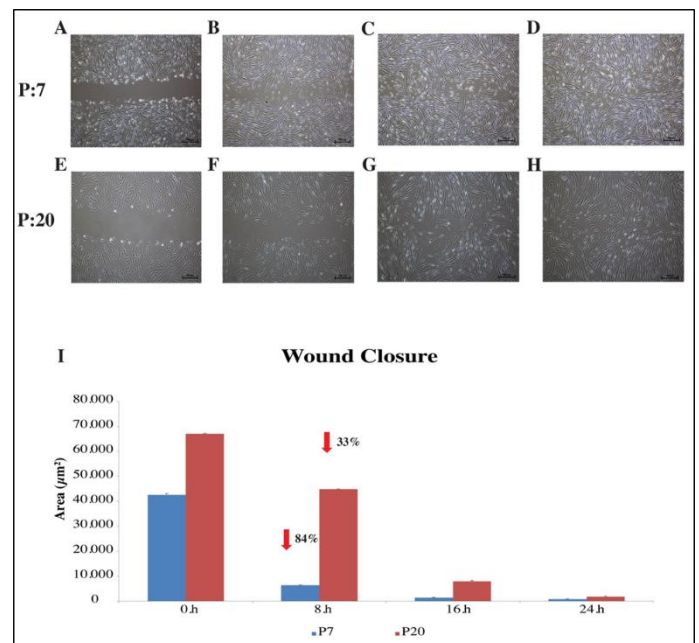 A B C D
P:7
E F G H
P:20
I Wound Closure
80.000
70.000
60.000
50.000
40.000
30.000
20.000
10.000
0
Area (µm²)
33%
84%
0.h 8.h 16.h 24.h
P7 P20